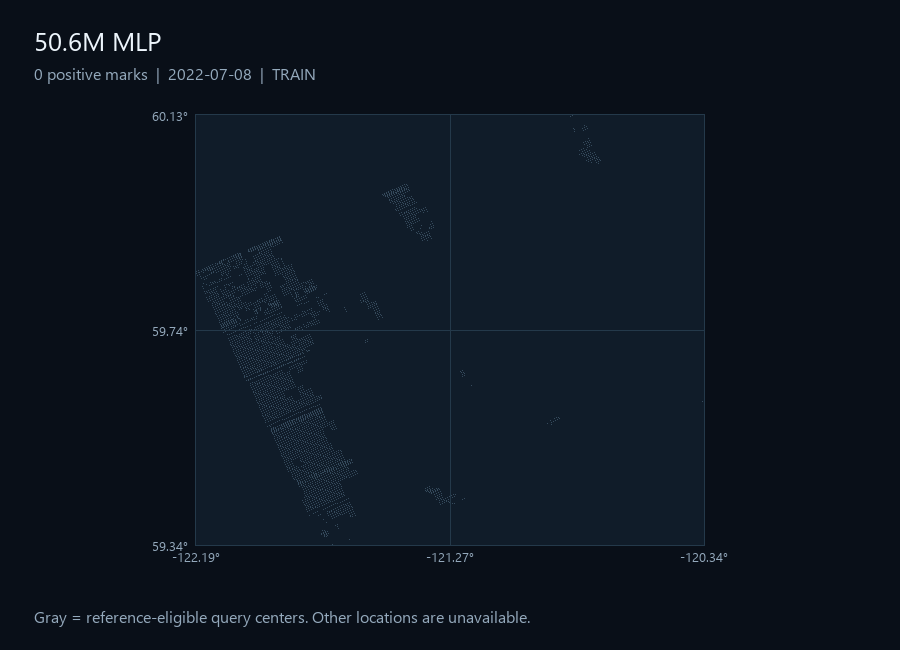 50.6M MLP
0 positive marks | 2022-07-08 | TRAIN
60.13°
59.74°
59.34°
-122.19°
-121.27°
-120.34°
Gray = reference-eligible query centers. Other locations are unavailable.